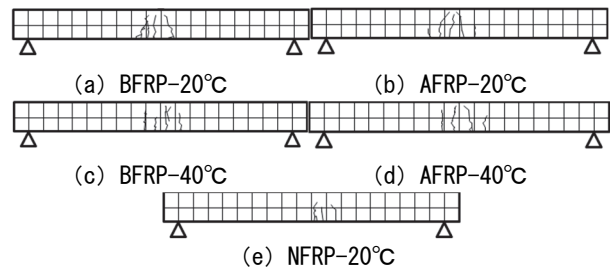 (a) BFRP-20℃
(b) AFRP-20℃
(c) BFRP-40℃
(d) AFRP-40℃
(e) NFRP-20℃